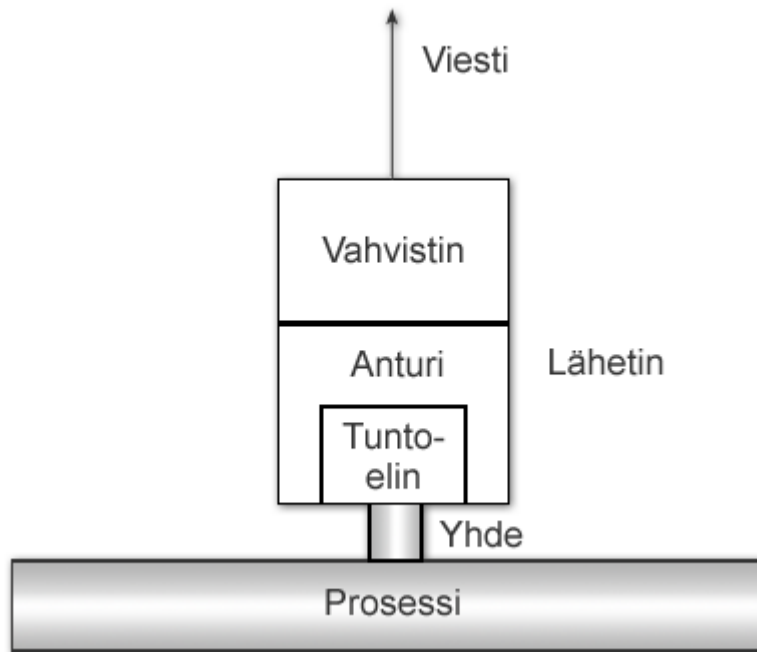 Viesti
Vahvistin
Anturi
Lähetin
Tunto-
elin
Yhde
Prosessi